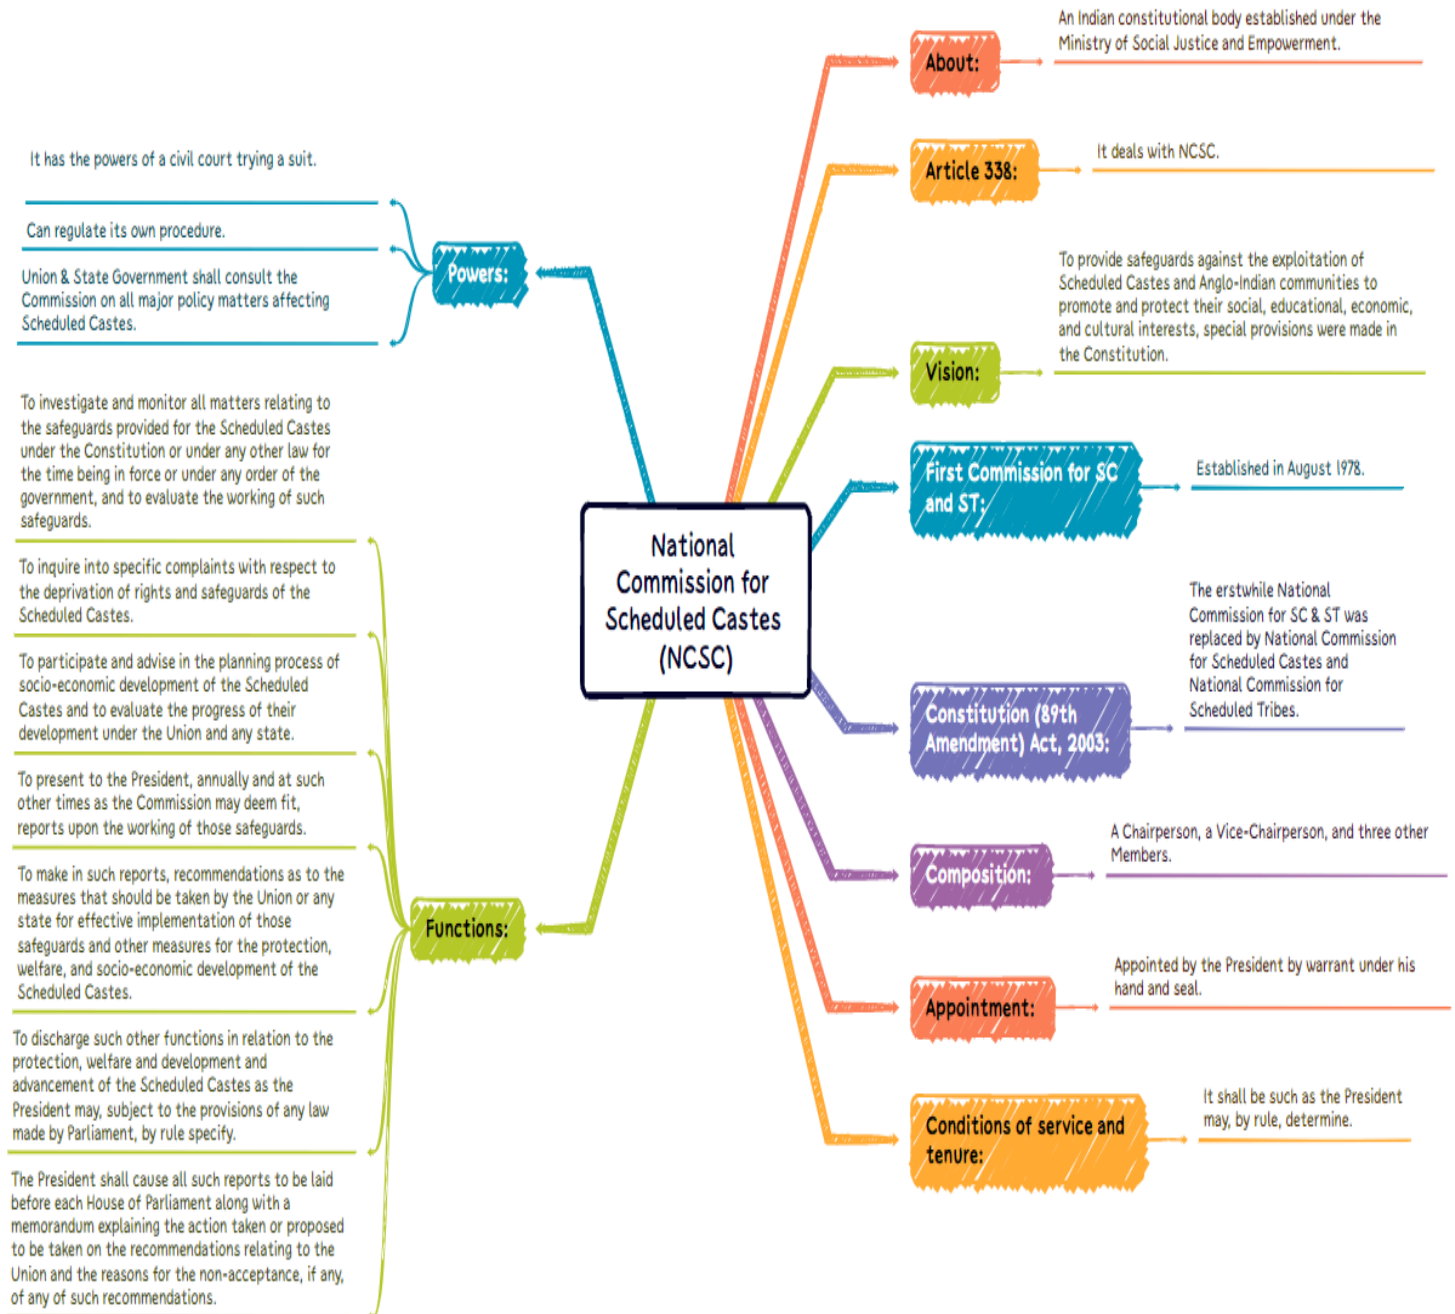 National
Commission for
Scheduled Castes
(NCSC)
About:
An Indian constitutional body established under the
Ministry of Social Justice and Empowerment.
Article 338:
It deals with NCSC.
Vision:
To provide safeguards against the exploitation of
Scheduled Castes and Anglo-Indian communities to
promote and protect their social, educational, economic,
and cultural interests, special provisions were made in
the Constitution.
First Commission for SC
and ST:
Established in August 1978.
Constitution (89th
Amendment) Act, 2003:
The erstwhile National
Commission for SC & ST was
replaced by National Commission
for Scheduled Castes and
National Commission for
Scheduled Tribes.
Composition:
A Chairperson, a Vice-Chairperson, and three other
Members.
Appointment:
Appointed by the President by warrant under his
hand and seal.
Conditions of service and
tenure:
It shall be such as the President
may, by rule, determine.
Powers:
It has the powers of a civil court trying a suit.
Can regulate its own procedure.
Union & State Government shall consult the
Commission on all major policy matters affecting
Scheduled Castes.
Functions:
To investigate and monitor all matters relating to
the safeguards provided for the Scheduled Castes
under the Constitution or under any other law for
the time being in force or under any order of the
government, and to evaluate the working of such
safeguards.
To inquire into specific complaints with respect to
the deprivation of rights and safeguards of the
Scheduled Castes.
To participate and advise in the planning process of
socio-economic development of the Scheduled
Castes and to evaluate the progress of their
development under the Union and any state.
To present to the President, annually and at such
other times as the Commission may deem fit,
reports upon the working of those safeguards.
To make in such reports, recommendations as to the
measures that should be taken by the Union or any
state for effective implementation of those
safeguards and other measures for the protection,
welfare, and socio-economic development of the
Scheduled Castes.
To discharge such other functions in relation to the
protection, welfare and development and
advancement of the Scheduled Castes as the
President may, subject to the provisions of any law
made by Parliament, by rule specify.
The President shall cause all such reports to be laid
before each House of Parliament along with a
memorandum explaining the action taken or proposed
to be taken on the recommendations relating to the
Union and the reasons for the non-acceptance, if any,
of any of such recommendations.